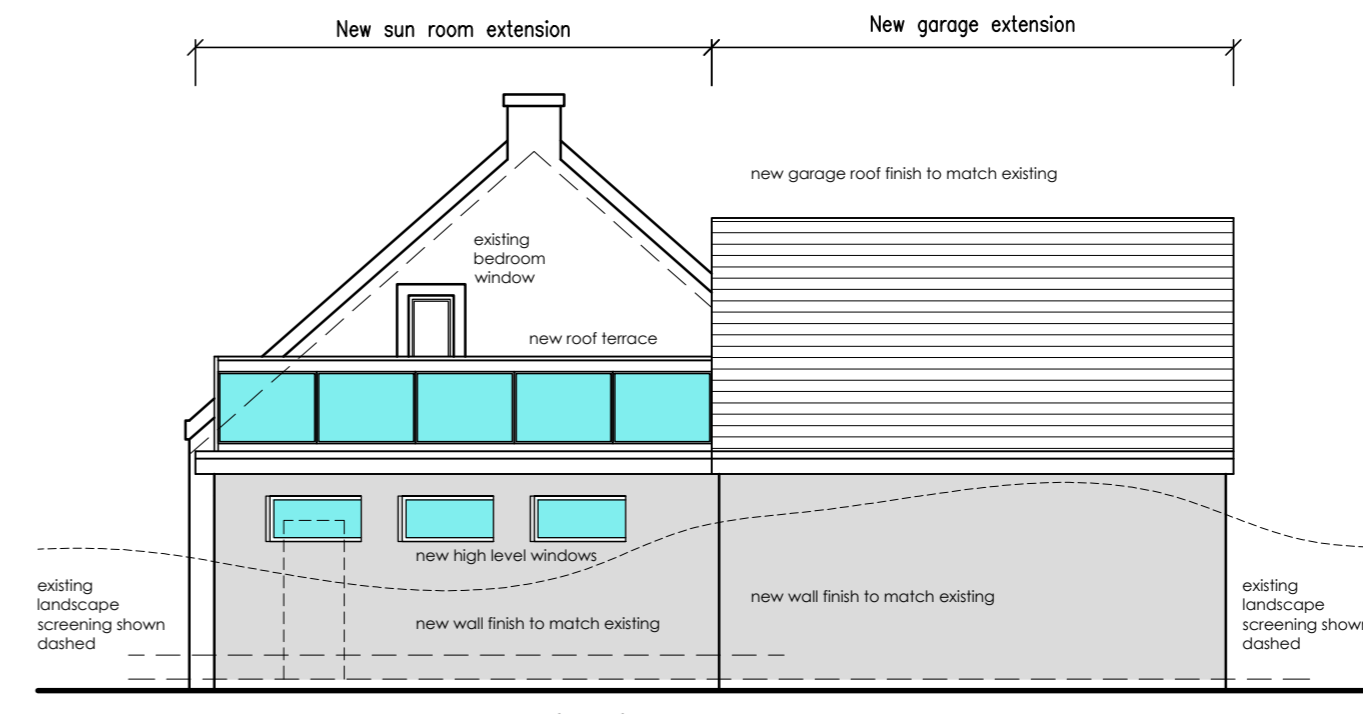 New sun room extension
New garage extension
new garage roof finish to match existing
existing
bedroom
window
new roof terrace
new high level windows
existing
landscape
screening shown
dashed
new wall finish to match existing
new wall finish to match existing
existing
landscape
screening shown
dashed